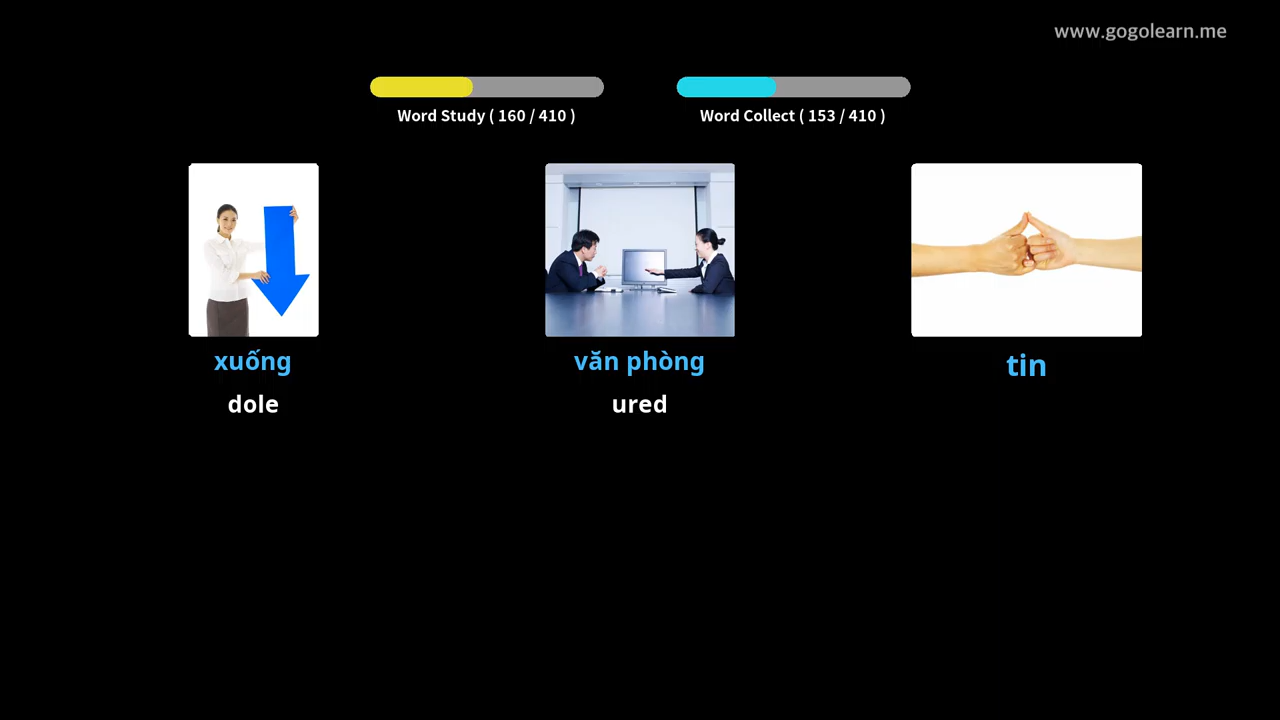 www.gogolearn.me
Word Study ( 160 / 410 )
Word Collect ( 153 / 410 )
xuống
dole
văn phòng
ured
tin